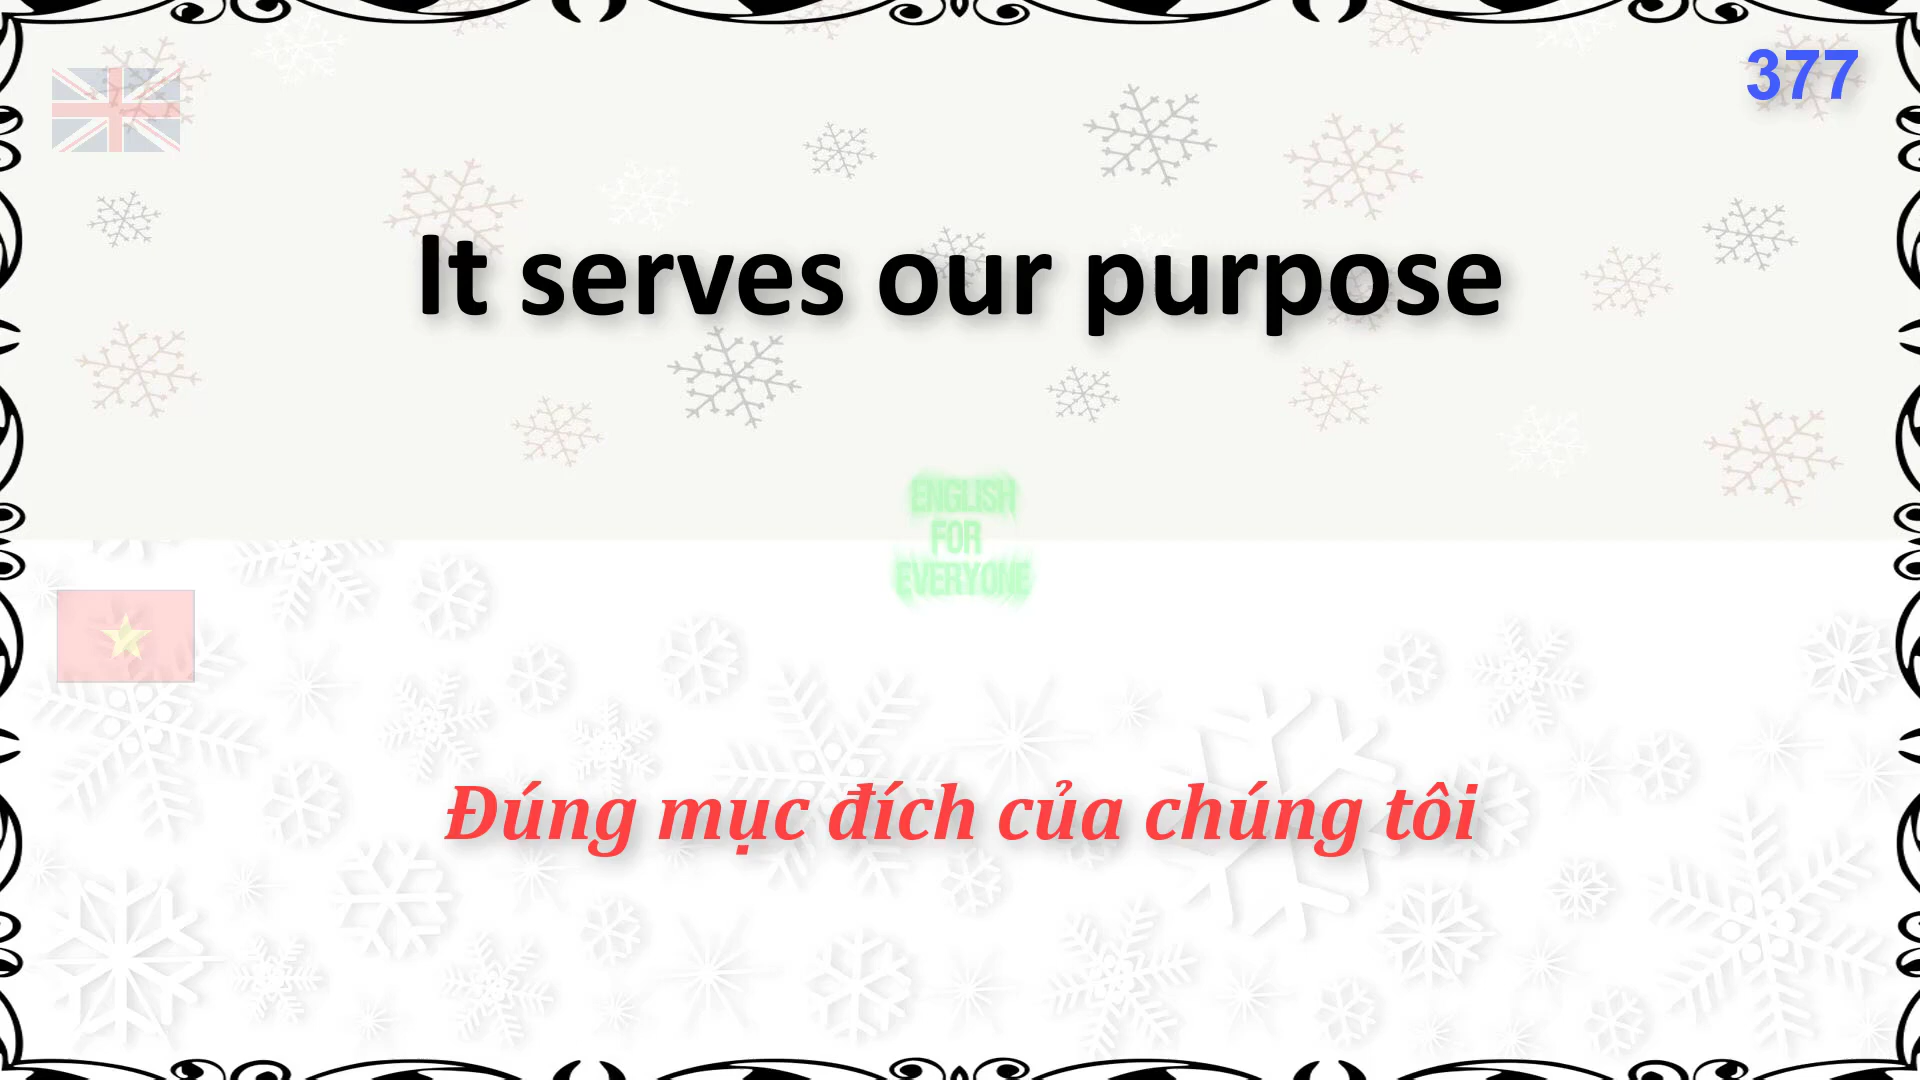 377
It serves our purpose
ENGLISH
FOR
EVERYONE
Đúng mục đích của chúng tôi